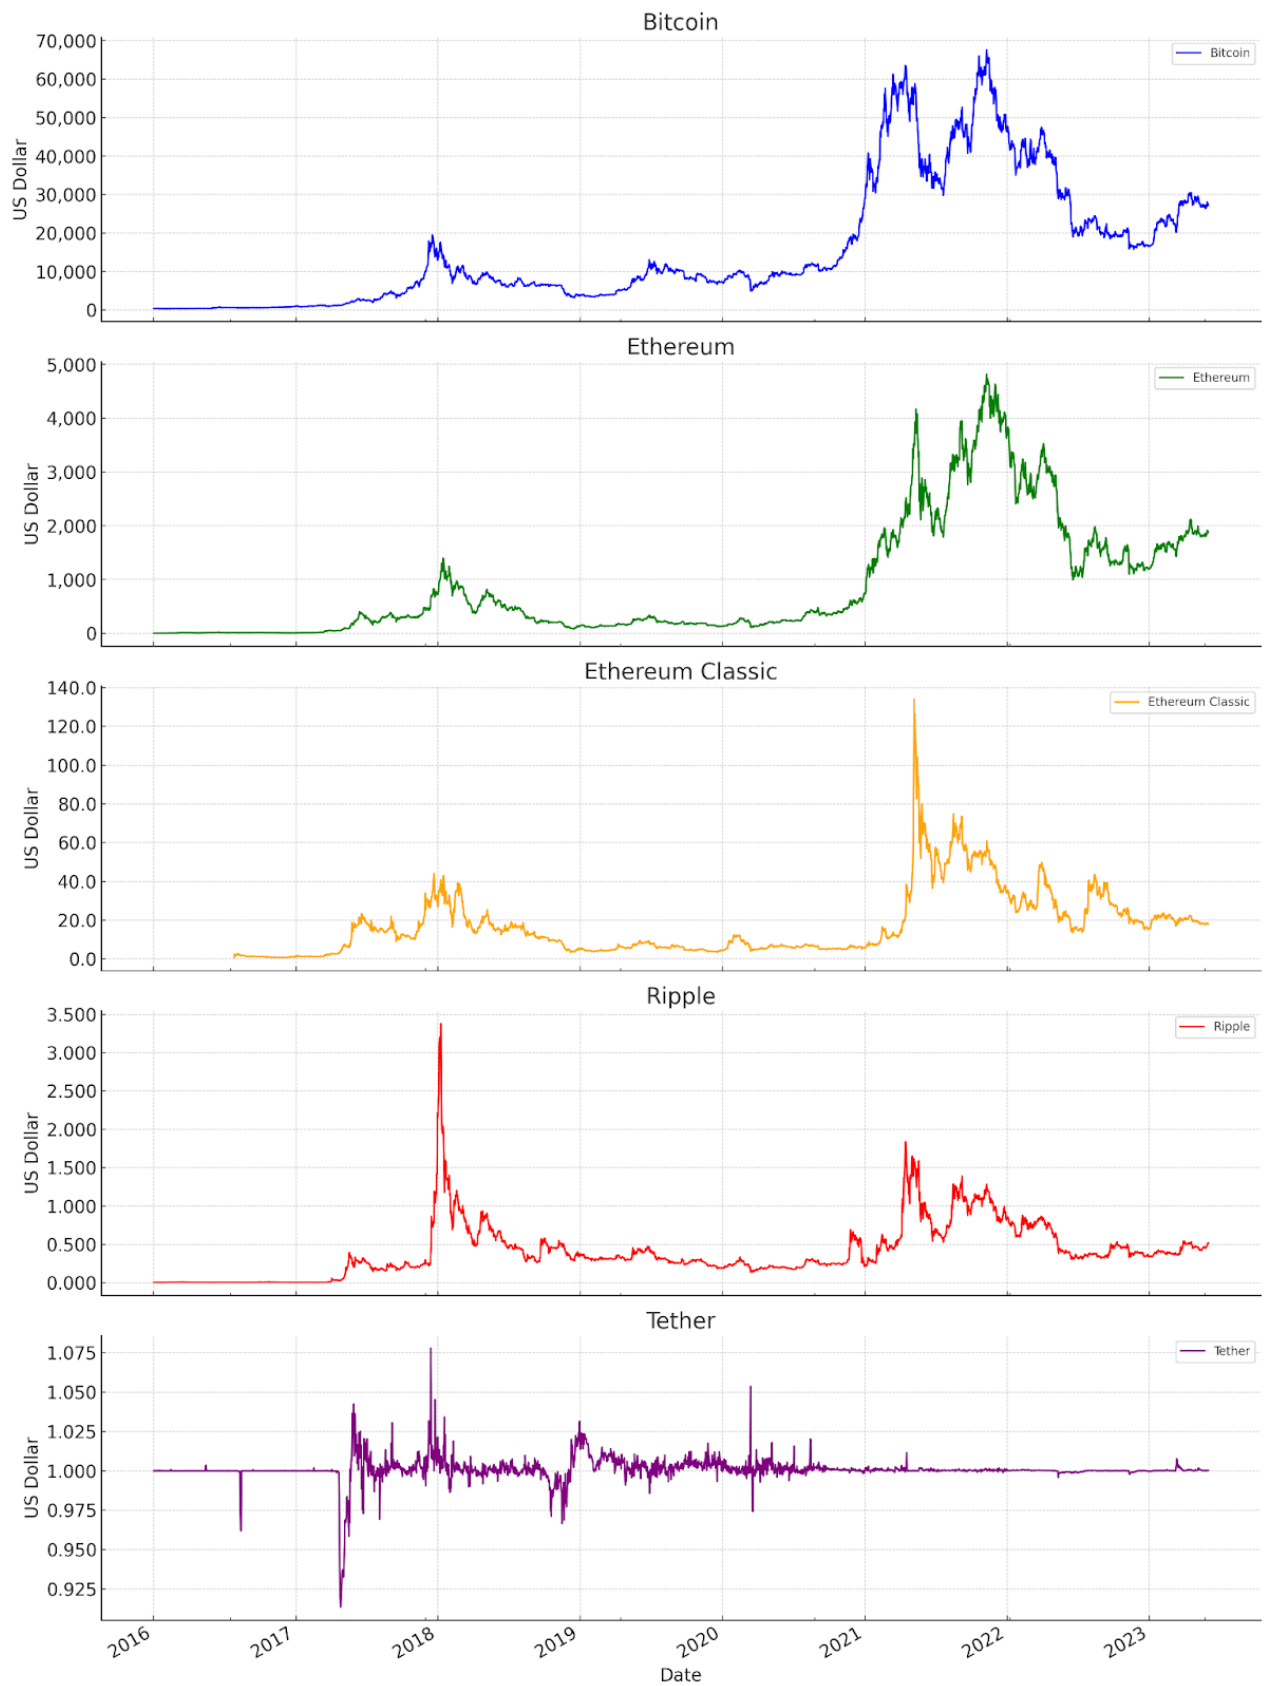 Bitcoin
70,000
60,000
50,000
40,000
30,000
20,000
10,000
0
US Dollar
Bitcoin
Ethereum
5,000
4,000
3,000
2,000
1,000
0
US Dollar
Ethereum
Ethereum Classic
140.0
120.0
100.0
80.0
60.0
40.0
20.0
0.0
US Dollar
Ethereum Classic
Ripple
3.500
3.000
2.500
2.000
1.500
1.000
0.500
0.000
US Dollar
Ripple
Tether
1.075
1.050
1.025
1.000
0.975
0.950
0.925
US Dollar
Tether
2016 2017 2018 2019 2020 2021 2022 2023
Date